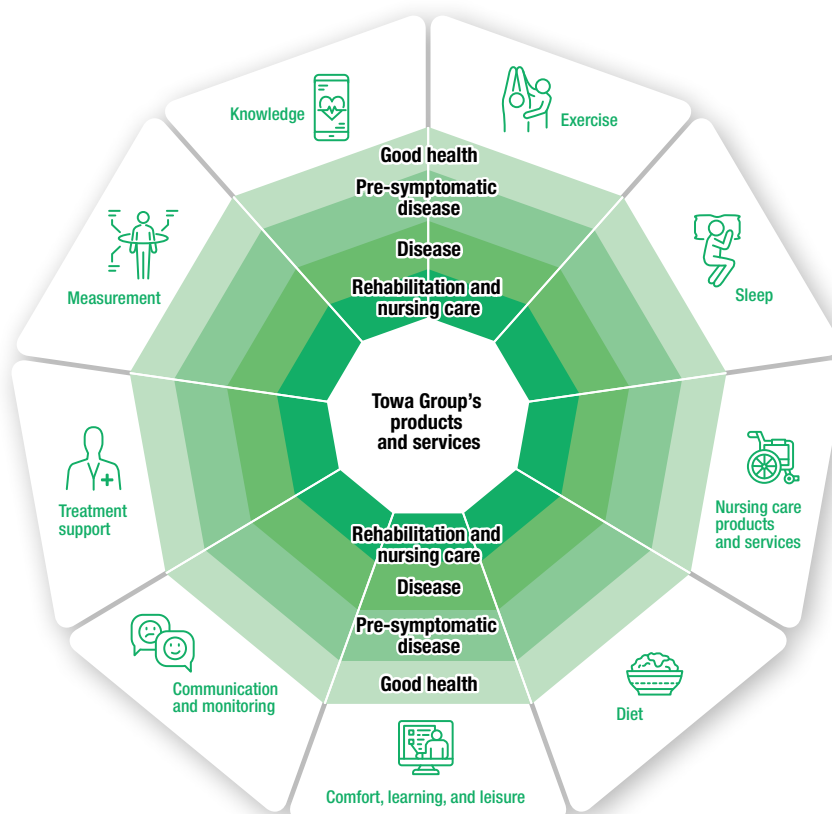 Knowledge
Exercise
Good health
Pre-symptomatic
disease
Disease
Rehabilitation and
nursing care
Measurement
Sleep
Towa Group's
products
and services
Treatment
support
Nursing care
products
and services
Rehabilitation and
nursing care
Disease
Pre-symptomatic
disease
Good health
Communication
and monitoring
Diet
Comfort, learning, and leisure